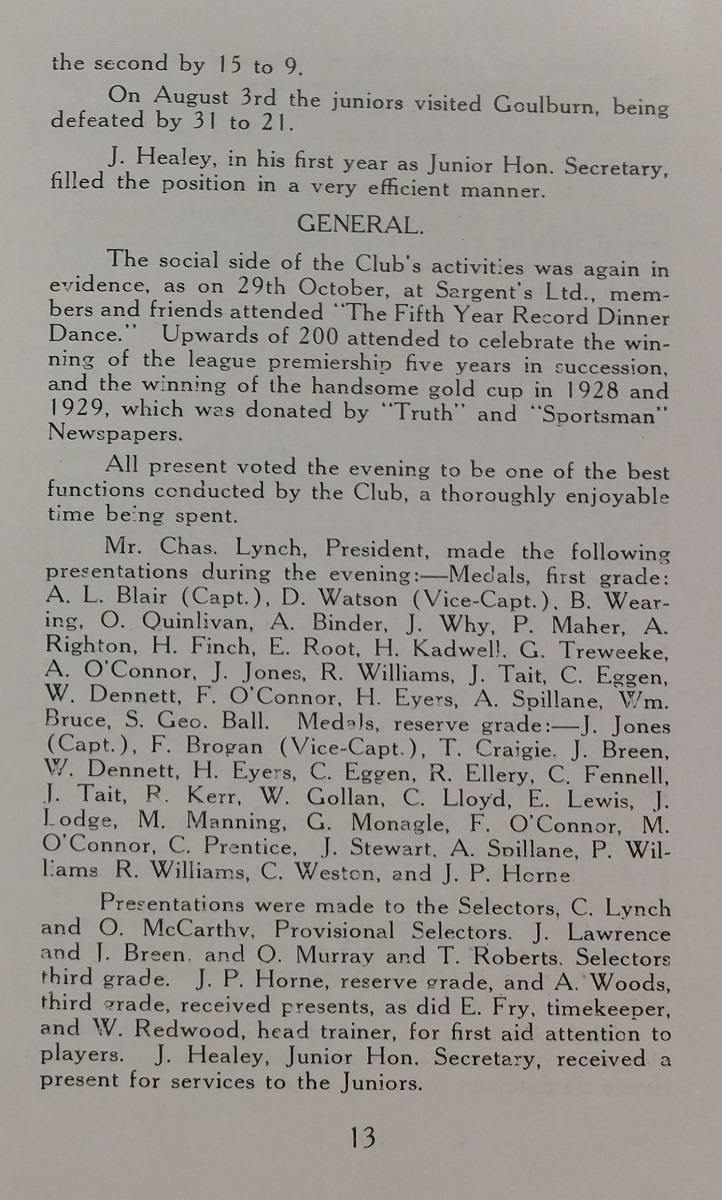 the second by 15 to 9.
On August 3rd the juniors visited Goulburn, being
defeated by 31 to 21.
J. Healey, in his first year as Junior Hon. Secretary,
filled the position in a very efficient manner.
GENERAL.
The social side of the Club's activities was again in
evidence, as on 29th October, at Sargent's Ltd., mem-
bers and friends attended "The Fifth Year Record Dinner
Dance." Upwards of 200 attended to celebrate the win-
ning of the league premiership five years in succession,
and the winning of the handsome gold cup in 1928 and
1929, which was donated by "Truth" and "Sportsman"
Newspapers.
All present voted the evening to be one of the best
functions conducted by the Club, a thoroughly enjoyable
time being spent.
Mr. Chas. Lynch, President, made the following
presentations during the evening:—Medals, first grade:
A. L. Blair (Capt.), D. Watson (Vice-Capt.), B. Wear-
ing, O. Quinlivan, A. Binder, J. Why, P. Maher, A.
Righton, H. Finch, E. Root, H. Kadwell, G. Treweeke,
A. O'Connor, J. Jones, R. Williams, J. Tait, C. Eggen,
W. Dennett, F. O'Connor, H. Eyers, A. Spillane, Wm.
Bruce, S. Geo. Ball. Medals, reserve grade:—J. Jones
(Capt.), F. Brogan (Vice-Capt.), T. Craigie, J. Breen,
W. Dennett, H. Eyers, C. Eggen, R. Ellery, C. Fennell,
J. Tait, R. Kerr, W. Gollan, C. Lloyd, E. Lewis, J.
Lodge, M. Manning, G. Monagle, F. O'Connor, M.
O'Connor, C. Prentice, J. Stewart, A. Spillane, P. Wil-
liams R. Williams, C. Weston, and J. P. Horne
Presentations were made to the Selectors, C. Lynch
and O. McCarthy, Provisional Selectors, J. Lawrence
and J. Breen, and O. Murray and T. Roberts, Selectors
third grade. J. P. Horne, reserve grade, and A. Woods,
third grade, received presents, as did E. Fry, timekeeper,
and W. Redwood, head trainer, for first aid attention to
players. J. Healey, Junior Hon. Secretary, received a
present for services to the Juniors.
13